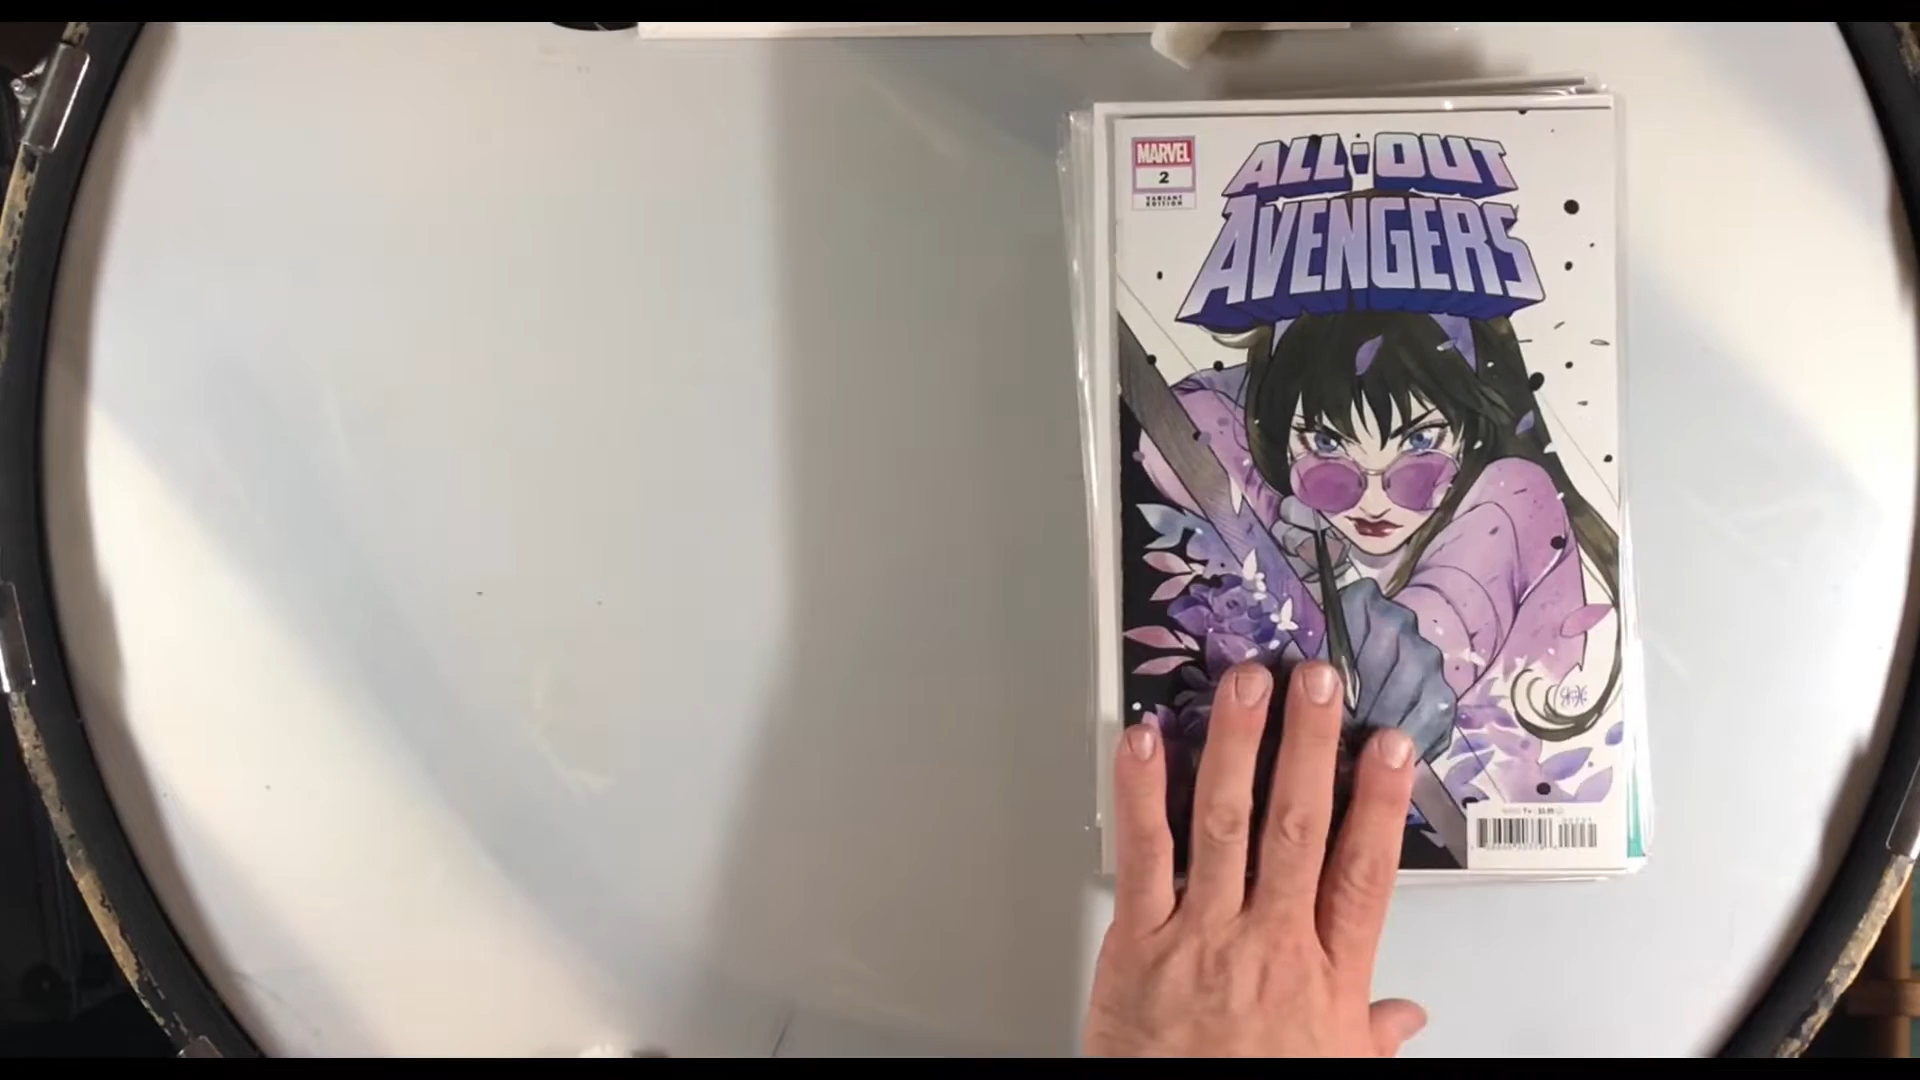 MARVEL
2
VARIANT
EDITION
ALL-OUT
AVENGERS